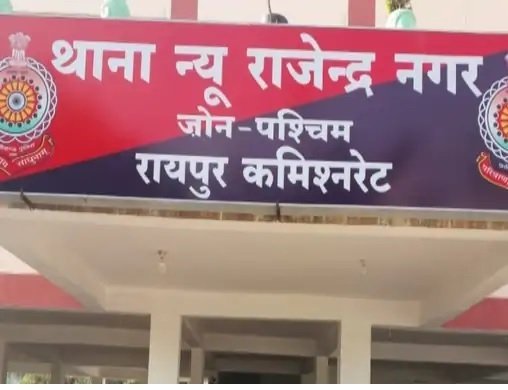 थाना न्यू राजेन्द्र नगर
जोन-पश्चिम
रायपुर कमिश्नरेट